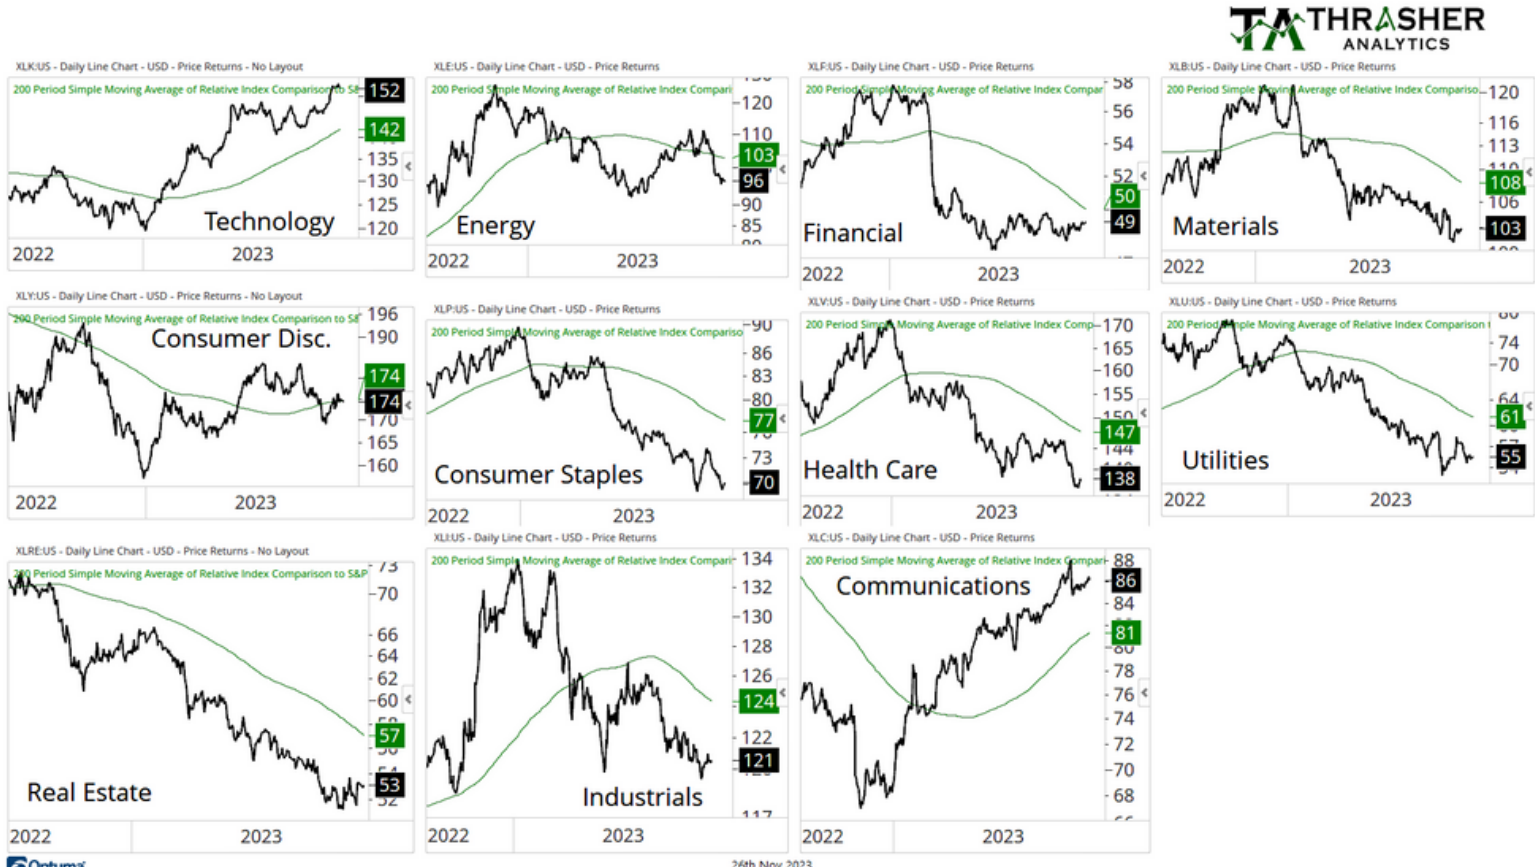 THRASHER
ANALYTICS
XLK:US - Daily Line Chart - USD - Price Returns - No Layout
200 Period Simple Moving Average of Relative Index Comparison to S&
152
142
135
130
125
120
Technology
2022 2023
XLE:US - Daily Line Chart - USD - Price Returns
200 Period Simple Moving Average of Relative Index Compari
120
110
103
96
90
85
Energy
2022 2023
XLF:US - Daily Line Chart - USD - Price Returns
200 Period Simple Moving Average of Relative Index Compar
58
56
54
52
50
49
Financial
2022 2023
XLB:US - Daily Line Chart - USD - Price Returns
200 Period Simple Moving Average of Relative Index Compariso
120
116
113
110
108
106
103
Materials
2022 2023
XLY:US - Daily Line Chart - USD - Price Returns - No Layout
200 Period Simple Moving Average of Relative Index Comparison to S&
Consumer Disc.
196
190
174
174
170
165
160
2022 2023
XLP:US - Daily Line Chart - USD - Price Returns
200 Period Simple Moving Average of Relative Index Compariso
90
86
83
80
77
73
70
Consumer Staples
2022 2023
XLV:US - Daily Line Chart - USD - Price Returns
200 Period Simple Moving Average of Relative Index Comp
170
165
160
155
150
147
144
138
Health Care
2022 2023
XLU:US - Daily Line Chart - USD - Price Returns
200 Period Simple Moving Average of Relative Index Comparison
80
74
70
64
61
57
55
Utilities
2022 2023
XLRE:US - Daily Line Chart - USD - Price Returns - No Layout
200 Period Simple Moving Average of Relative Index Comparison to S&P
73
70
66
64
62
60
57
53
52
Real Estate
2022 2023
XLI:US - Daily Line Chart - USD - Price Returns
200 Period Simple Moving Average of Relative Index Compari
134
132
130
128
126
124
122
121
117
Industrials
2022 2023
XLC:US - Daily Line Chart - USD - Price Returns
200 Period Simple Moving Average of Relative Index Compar
Communications
88
86
84
81
80
78
76
74
72
70
68
2022 2023
Optuma
26th Nov 2023